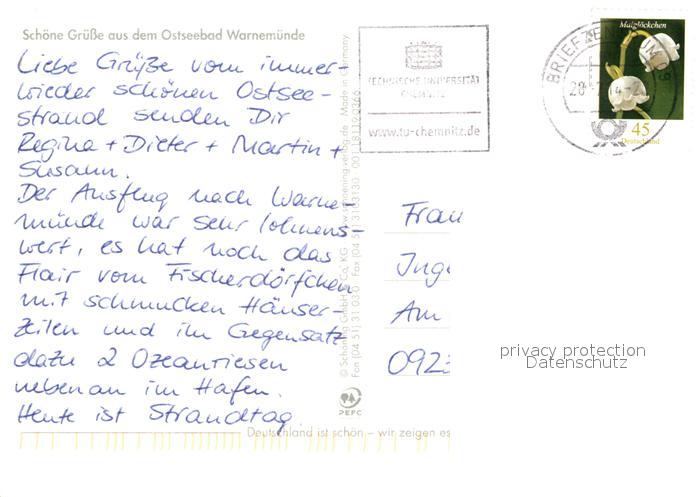 Schöne Grüße aus dem Ostseebad Warnemünde
Liebe Grüße vom immer-
wieder schönen Ostsee-
strand senden Dir
Regina + Dieter + Martin +
Susann.
Der Ausflug nach Warne-
münde war sehr lohnens-
wert, es hat noch das
Flair vom Fischerdörfchen
mit schmucken Häuser-
zeilen und im Gegensatz
dazu 2 Ozeanriesen
nebenan im Hafen.
Heute ist Strandtag.
Made in Germany
PEFC
Deutschland ist schön – wir zeigen es
TECHNISCHE UNIVERSITÄT
CHEMNITZ
www.tu-chemnitz.de
BRIEFZENTRUM 09
Maiglöckchen
45
Deutschland
Frau
Inge
Am
092
privacy protection
Datenschutz